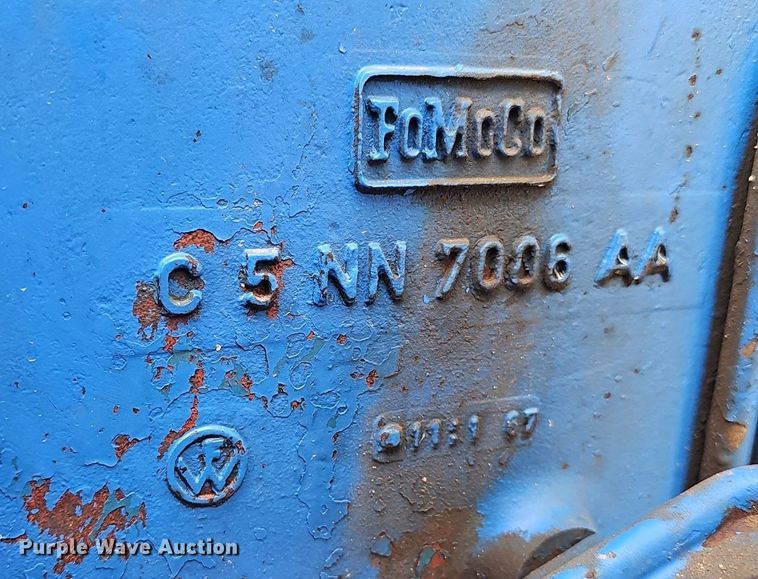 FoMoCo
C 5 NN 7006 AA
W
Purple Wave Auction